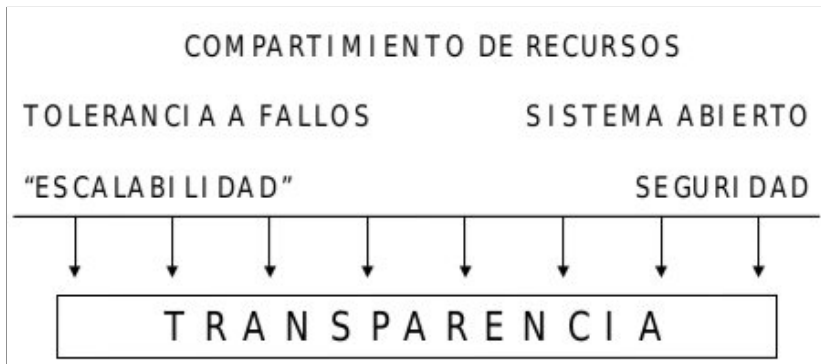 COMPARTIMIENTO DE RECURSOS
TOLERANCIA A FALLOS SISTEMA ABIERTO
“ESCALABILIDAD” SEGURIDAD
TRANSPARENCIA